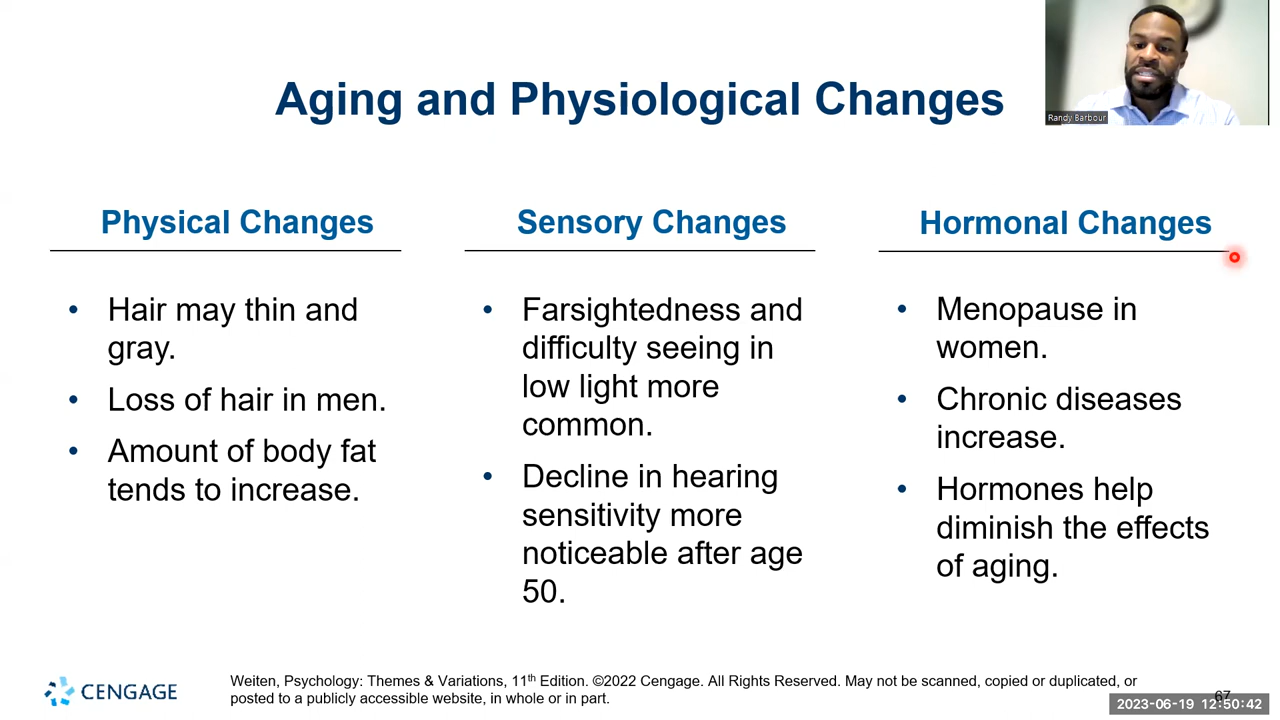 Aging and Physiological Changes
Randy Barbour
Physical Changes
• Hair may thin and
gray.
• Loss of hair in men.
• Amount of body fat
tends to increase.
Sensory Changes
• Farsightedness and
difficulty seeing in
low light more
common.
• Decline in hearing
sensitivity more
noticeable after age
50.
Hormonal Changes
• Menopause in
women.
• Chronic diseases
increase.
• Hormones help
diminish the effects
of aging.
CENGAGE
Weiten, Psychology: Themes & Variations, 11th Edition. ©2022 Cengage. All Rights Reserved. May not be scanned, copied or duplicated, or
posted to a publicly accessible website, in whole or in part.
67
2023-06-19 12:50:42